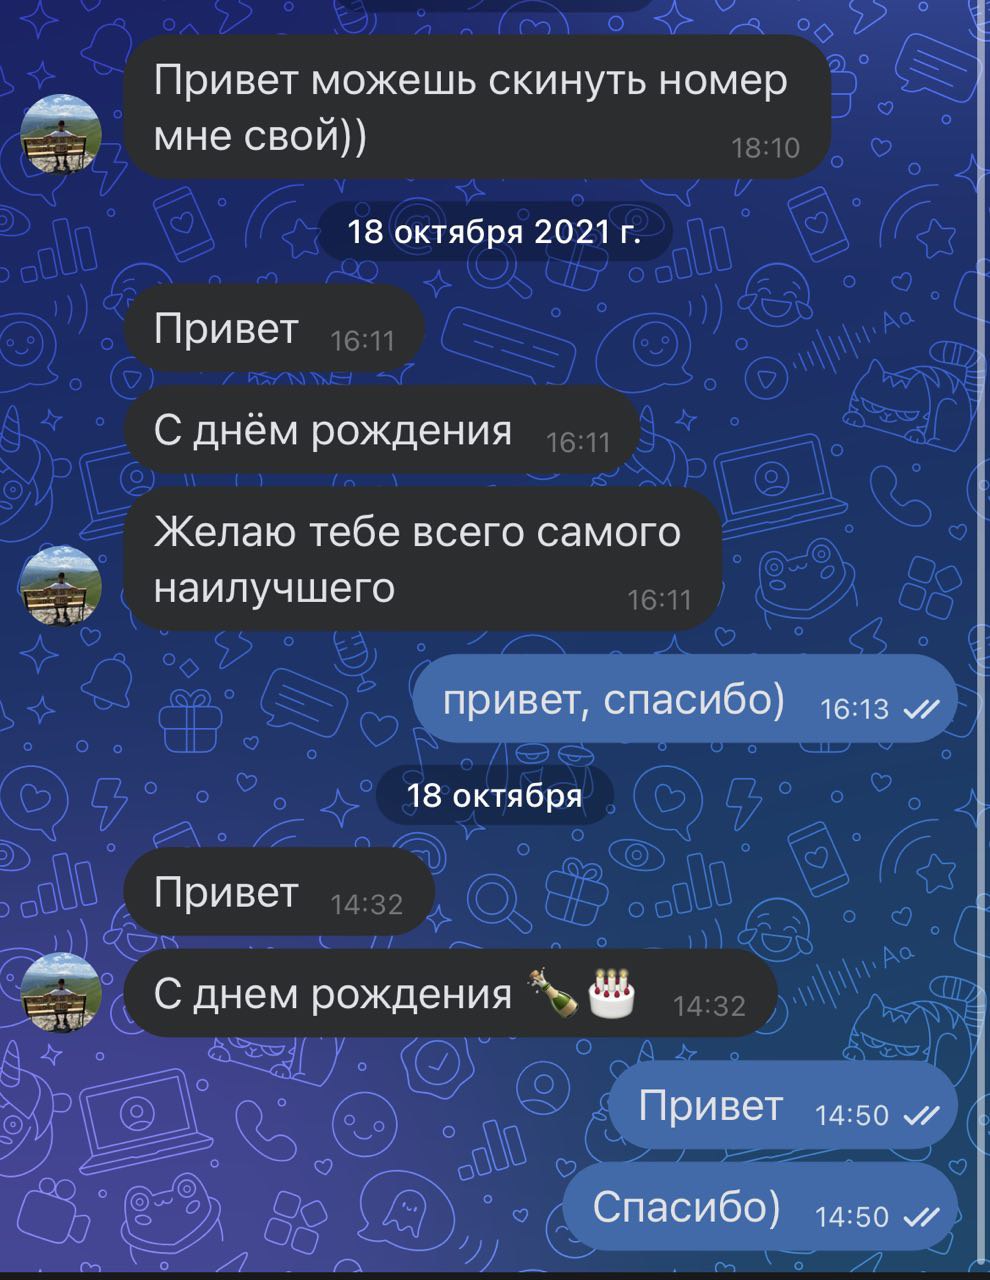 Привет можешь скинуть номер
мне свой))
18:10
18 октября 2021 г.
Привет 16:11
С днём рождения 16:11
Желаю тебе всего самого
наилучшего
16:11
привет, спасибо) 16:13
18 октября
Привет 14:32
С днем рождения 🍾🎂 14:32
Привет 14:50
Спасибо) 14:50